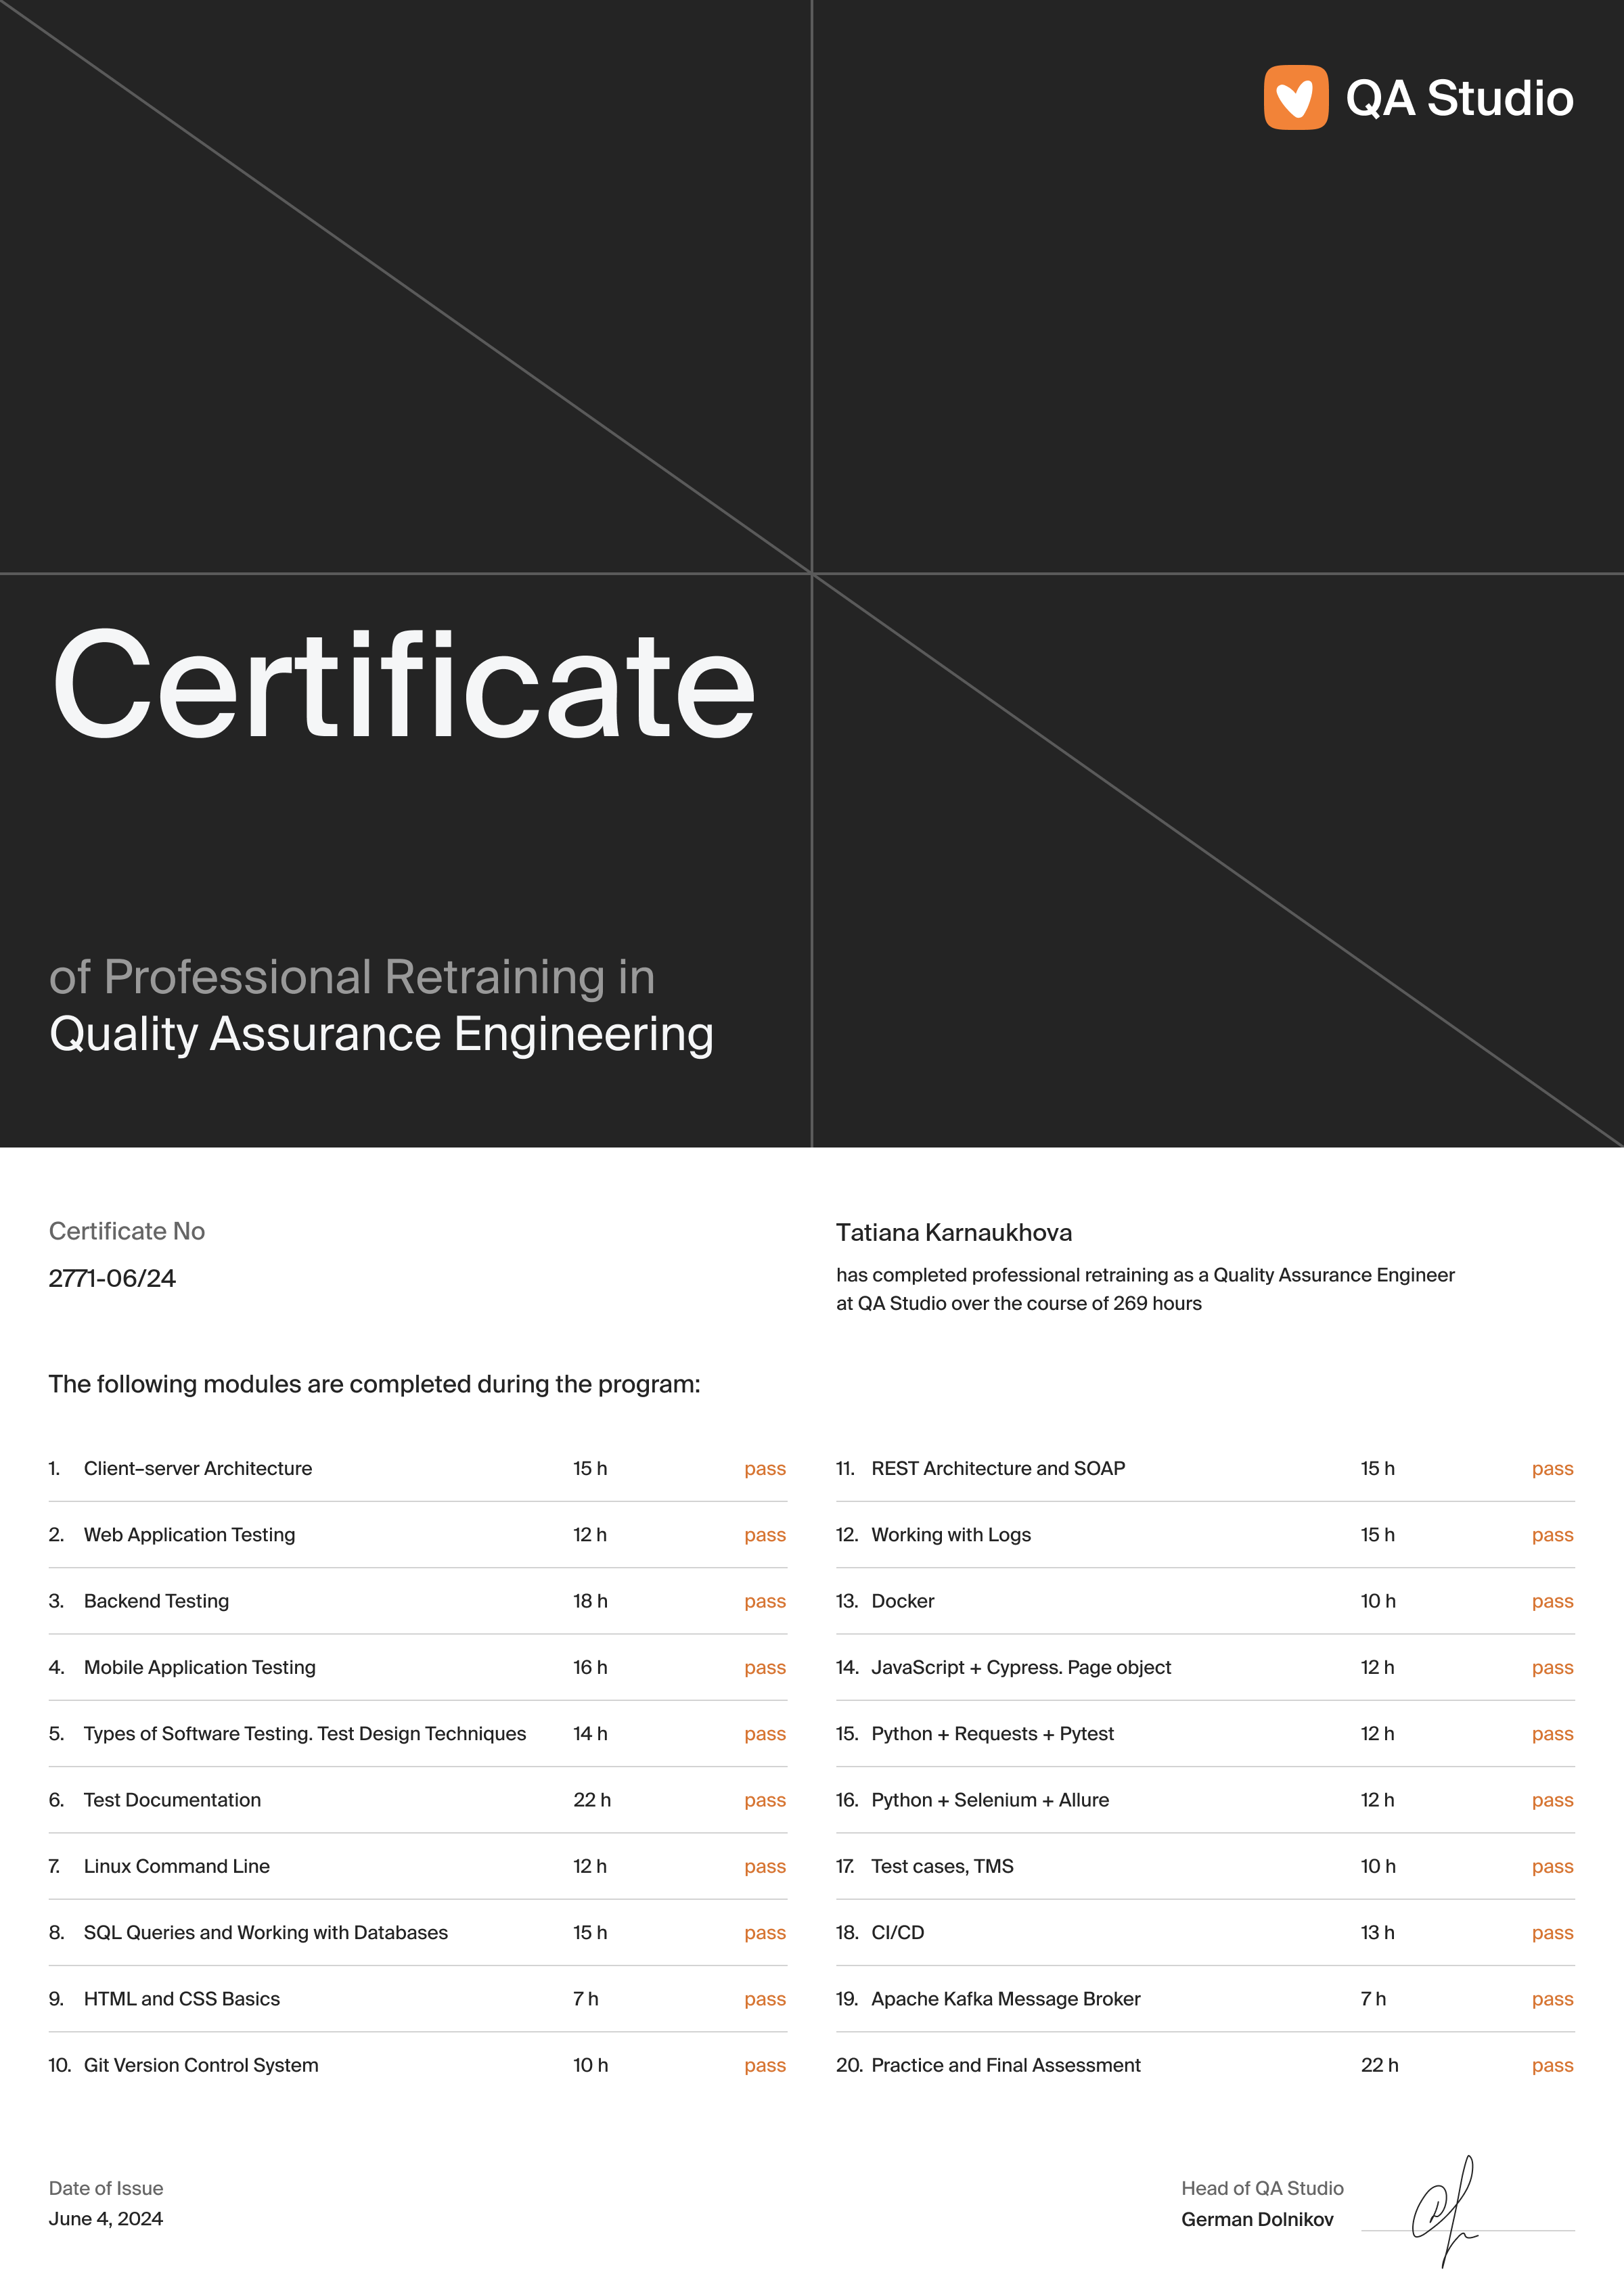 QA Studio
Certificate
of Professional Retraining in
Quality Assurance Engineering
Certificate No
2771-06/24
Tatiana Karnaukhova
has completed professional retraining as a Quality Assurance Engineer
at QA Studio over the course of 269 hours
The following modules are completed during the program:
1. Client–server Architecture 15 h pass
2. Web Application Testing 12 h pass
3. Backend Testing 18 h pass
4. Mobile Application Testing 16 h pass
5. Types of Software Testing. Test Design Techniques 14 h pass
6. Test Documentation 22 h pass
7. Linux Command Line 12 h pass
8. SQL Queries and Working with Databases 15 h pass
9. HTML and CSS Basics 7 h pass
10. Git Version Control System 10 h pass
11. REST Architecture and SOAP 15 h pass
12. Working with Logs 15 h pass
13. Docker 10 h pass
14. JavaScript + Cypress. Page object 12 h pass
15. Python + Requests + Pytest 12 h pass
16. Python + Selenium + Allure 12 h pass
17. Test cases, TMS 10 h pass
18. CI/CD 13 h pass
19. Apache Kafka Message Broker 7 h pass
20. Practice and Final Assessment 22 h pass
Date of Issue
June 4, 2024
Head of QA Studio
German Dolnikov